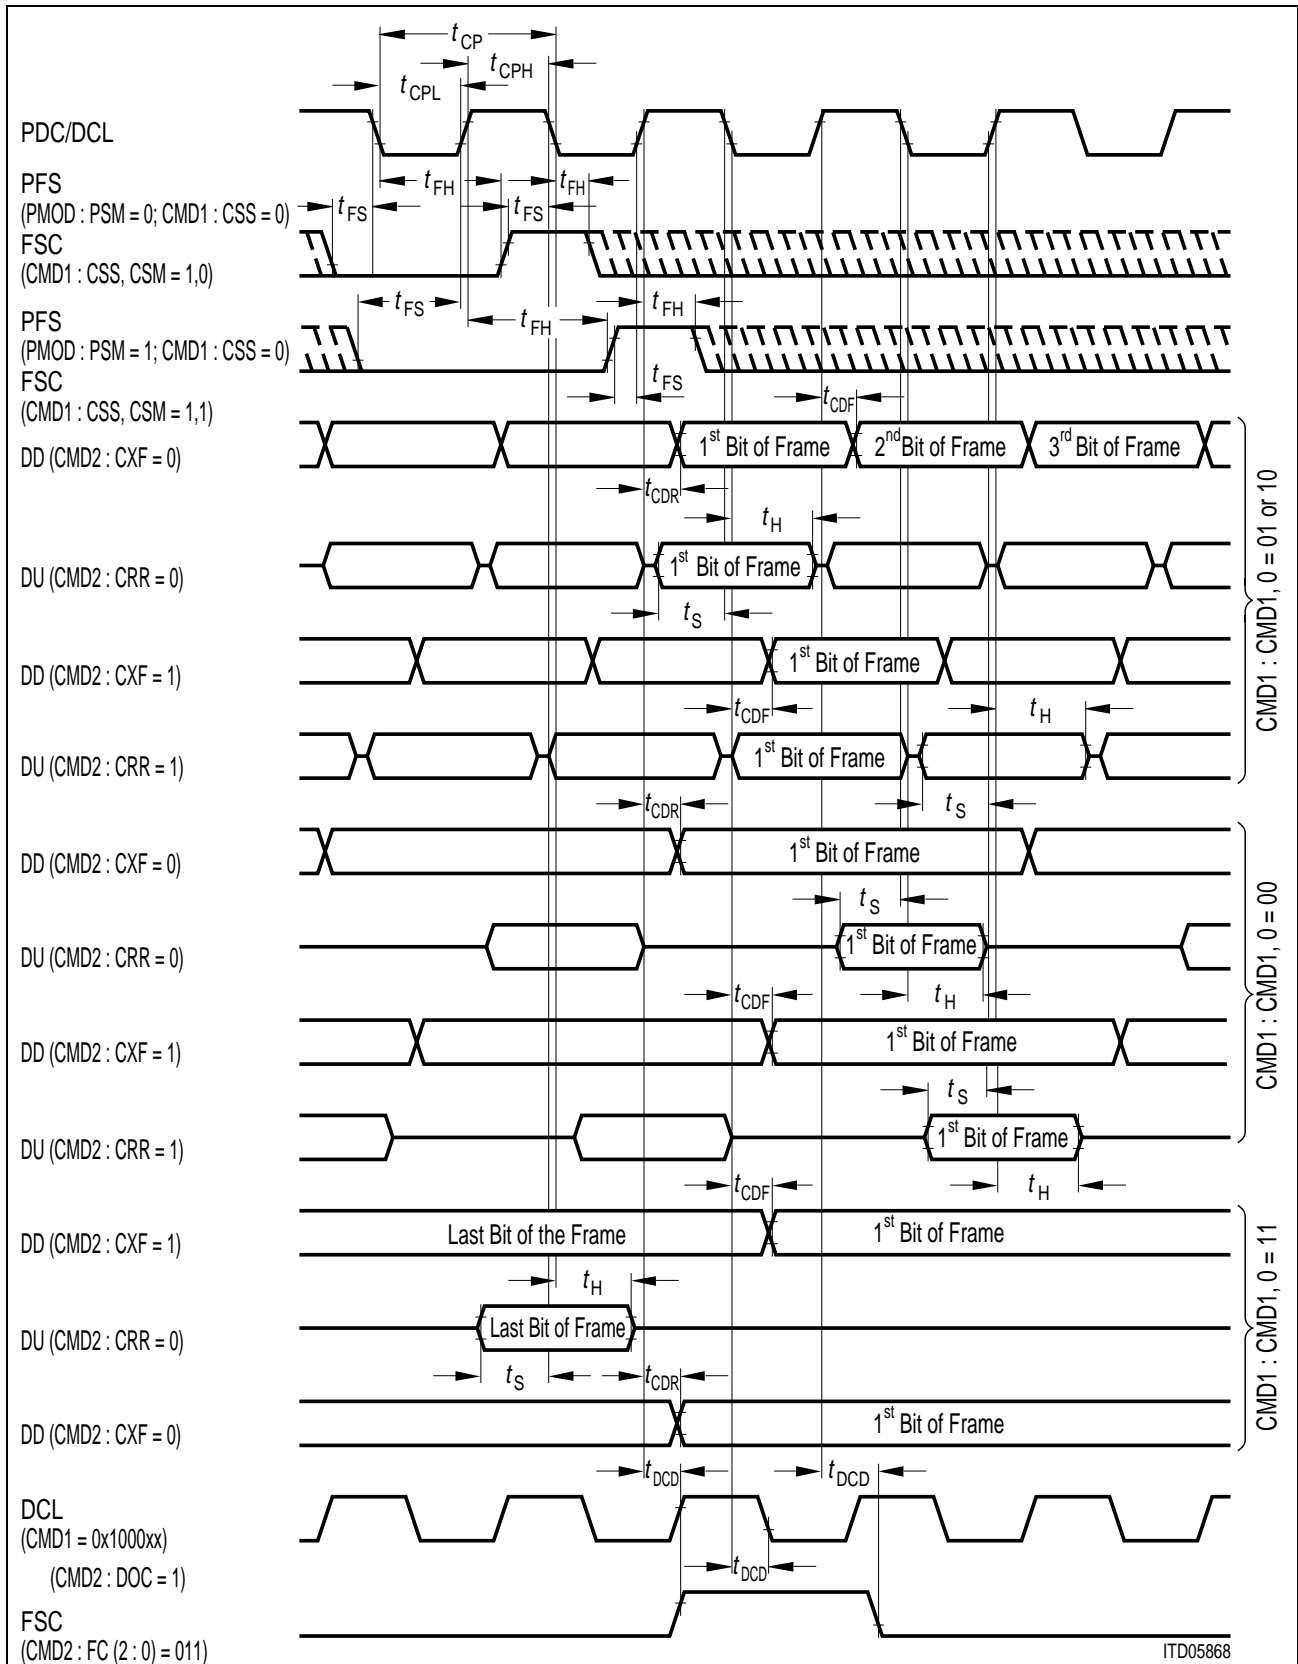 tCP
tCPH
tCPL
PDC/DCL
PFS
(PMOD : PSM = 0; CMD1 : CSS = 0)
FSC
(CMD1 : CSS, CSM = 1,0)
tFH
tFH
tFS
tFS
PFS
(PMOD : PSM = 1; CMD1 : CSS = 0)
FSC
(CMD1 : CSS, CSM = 1,1)
tFS
tFH
tFH
tFS
tCDF
DD (CMD2 : CXF = 0)
1st Bit of Frame
2nd Bit of Frame
3rd Bit of Frame
tCDR
tH
DU (CMD2 : CRR = 0)
1st Bit of Frame
tS
DD (CMD2 : CXF = 1)
1st Bit of Frame
tCDF
tH
DU (CMD2 : CRR = 1)
1st Bit of Frame
CMD1 : CMD1, 0 = 01 or 10
tCDR
tS
DD (CMD2 : CXF = 0)
1st Bit of Frame
tS
DU (CMD2 : CRR = 0)
1st Bit of Frame
tCDF
tH
DD (CMD2 : CXF = 1)
1st Bit of Frame
tS
DU (CMD2 : CRR = 1)
1st Bit of Frame
CMD1 : CMD1, 0 = 00
tCDF
tH
DD (CMD2 : CXF = 1)
Last Bit of the Frame
1st Bit of Frame
tH
DU (CMD2 : CRR = 0)
Last Bit of Frame
tS
tCDR
DD (CMD2 : CXF = 0)
1st Bit of Frame
CMD1 : CMD1, 0 = 11
tDCD
tDCD
DCL
(CMD1 = 0x1000xx)
(CMD2 : DOC = 1)
tDCD
FSC
(CMD2 : FC (2 : 0) = 011)
ITD05868